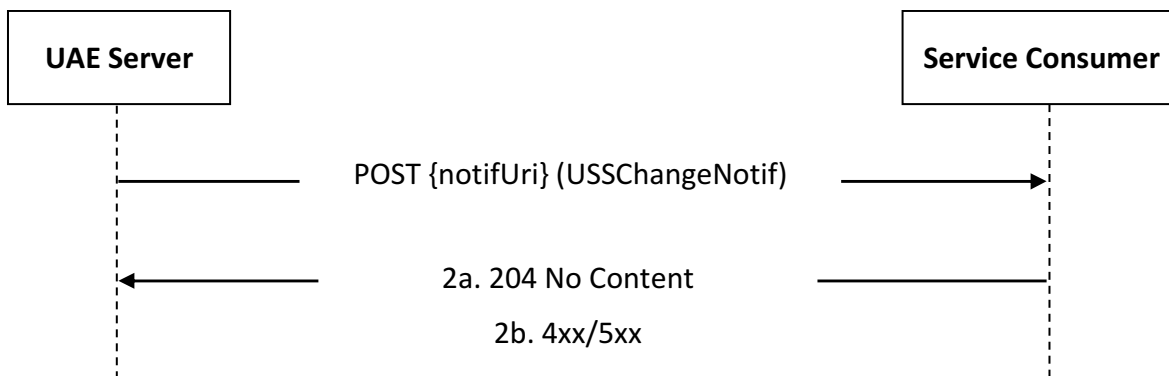 UAE Server
Service Consumer
POST {notifUri} (USSChangeNotif)
2a. 204 No Content
2b. 4xx/5xx